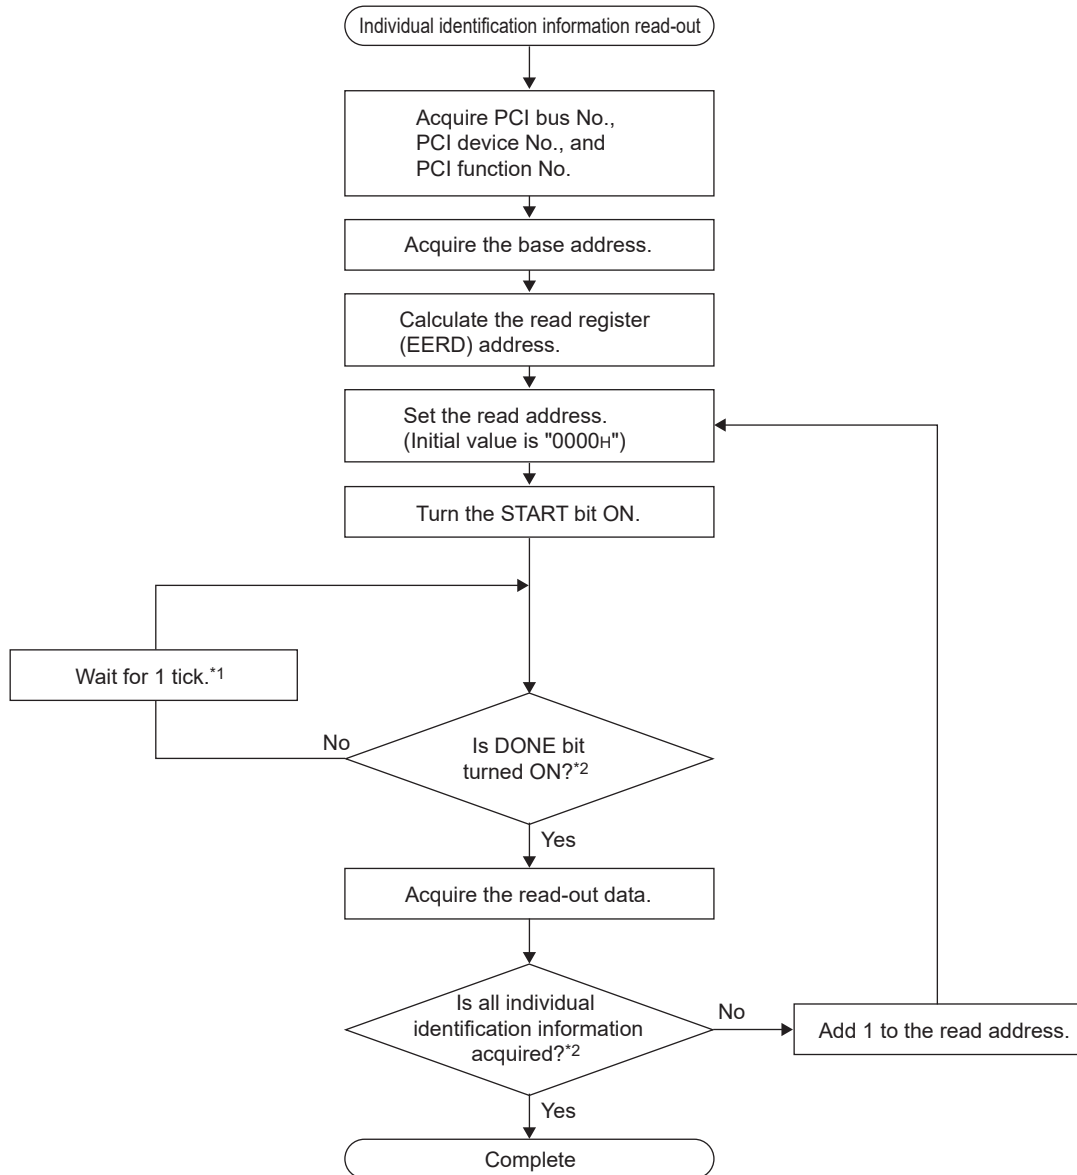 Individual identification information read-out
Acquire PCI bus No.,
PCI device No., and
PCI function No.
Acquire the base address.
Calculate the read register
(EERD) address.
Set the read address.
(Initial value is "0000H")
Turn the START bit ON.
Wait for 1 tick.*1
No
Is DONE bit
turned ON?*2
Yes
Acquire the read-out data.
Is all individual
identification information
acquired?*2
No
Add 1 to the read address.
Yes
Complete